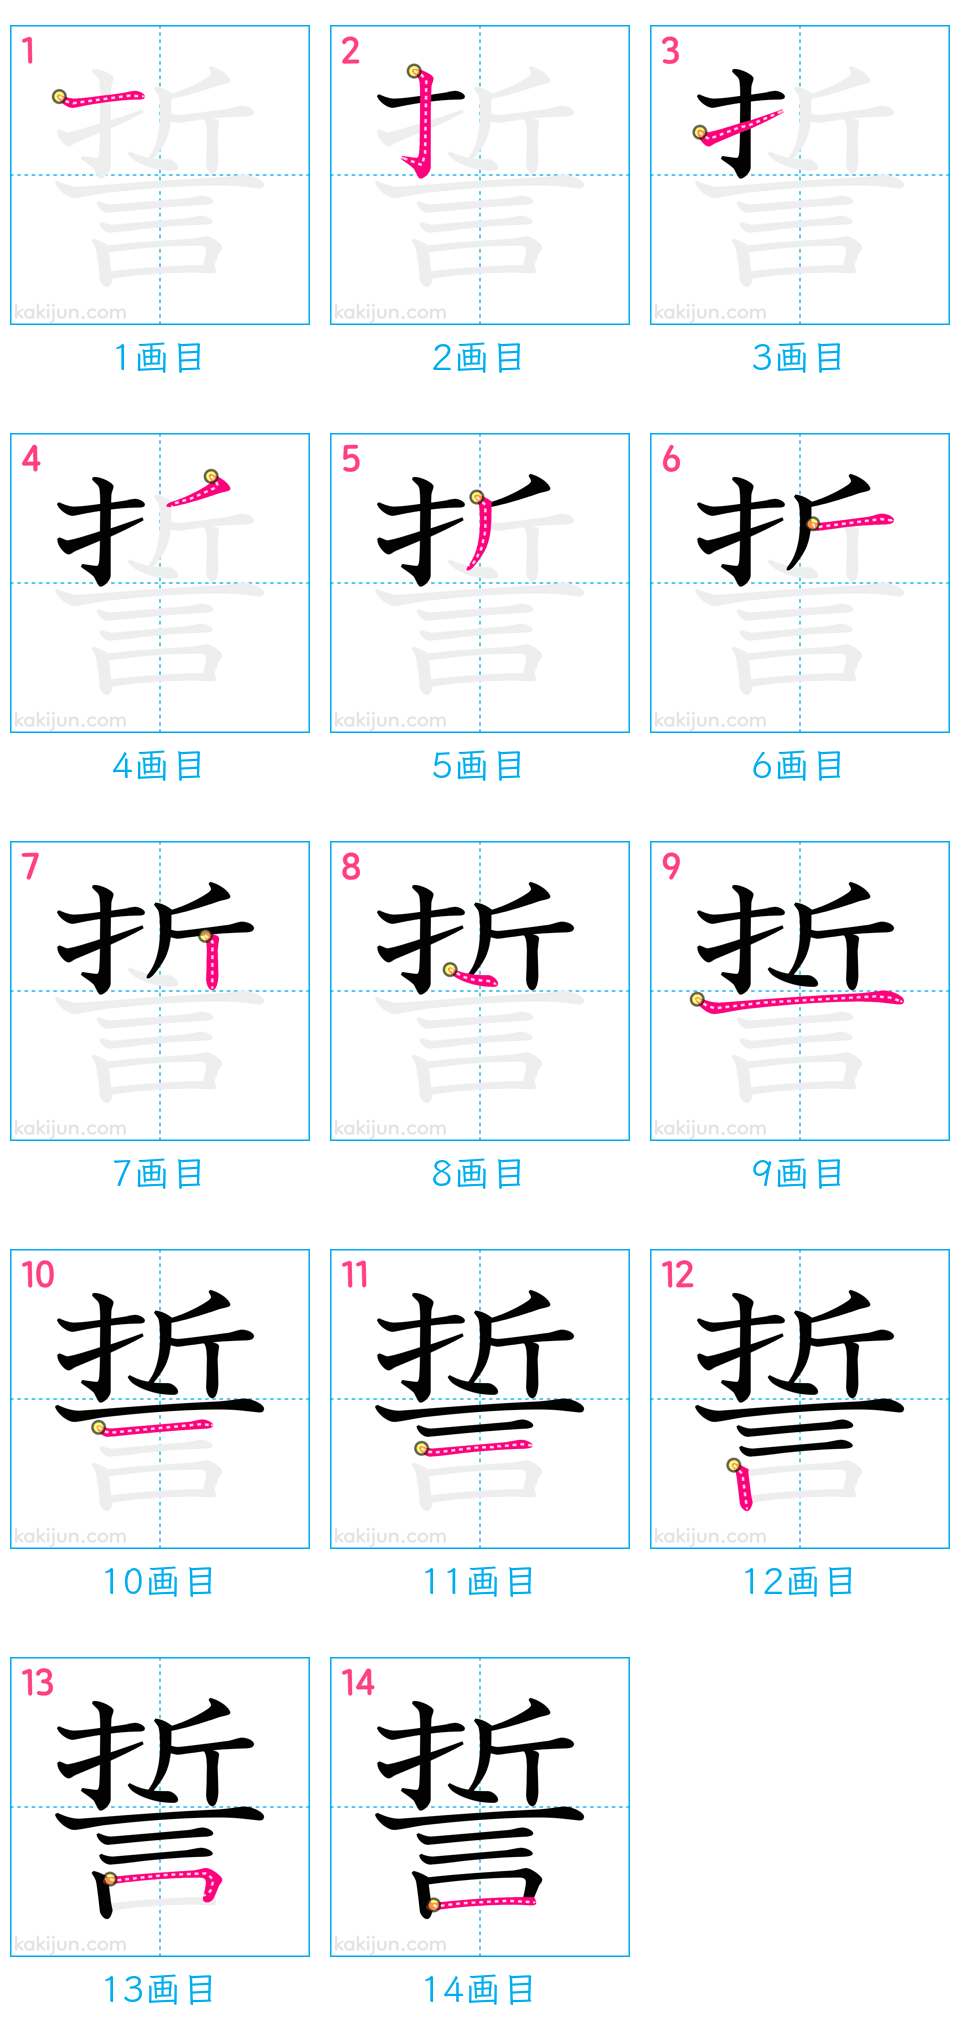 1 2 3
kakijun.com kakijun.com kakijun.com
1画目 2画目 3画目
4 5 6
kakijun.com kakijun.com kakijun.com
4画目 5画目 6画目
7 8 9
誓
kakijun.com kakijun.com kakijun.com
7画目 8画目 9画目
10 11 12
誓 誓 誓
kakijun.com kakijun.com kakijun.com
10画目 11画目 12画目
13 14
誓 誓
kakijun.com kakijun.com
13画目 14画目